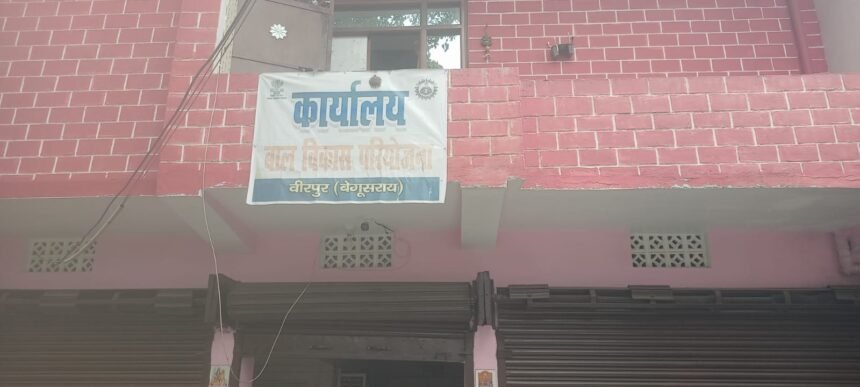 कार्यालय
बाल विकास परियोजना
वीरपुर (बेगूसराय)